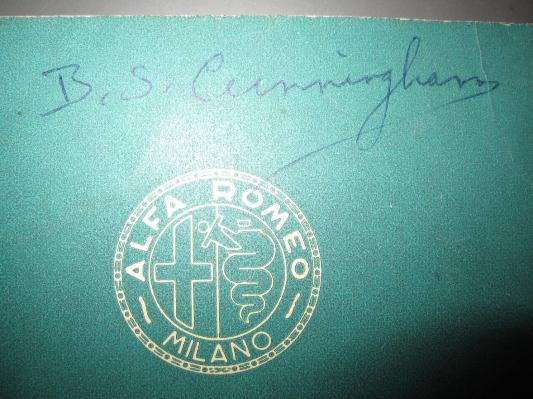 B. S. Cunningham
ALFA ROMEO
MILANO